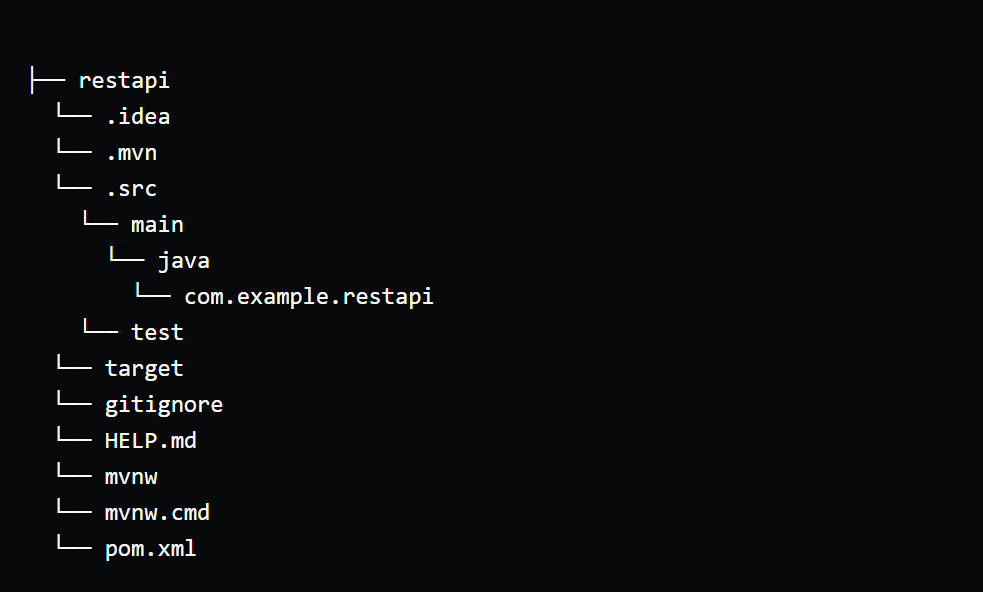 ├── restapi
  └── .idea
  └── .mvn
  └── .src
    └── main
      └── java
        └── com.example.restapi
    └── test
  └── target
  └── gitignore
  └── HELP.md
  └── mvnw
  └── mvnw.cmd
  └── pom.xml